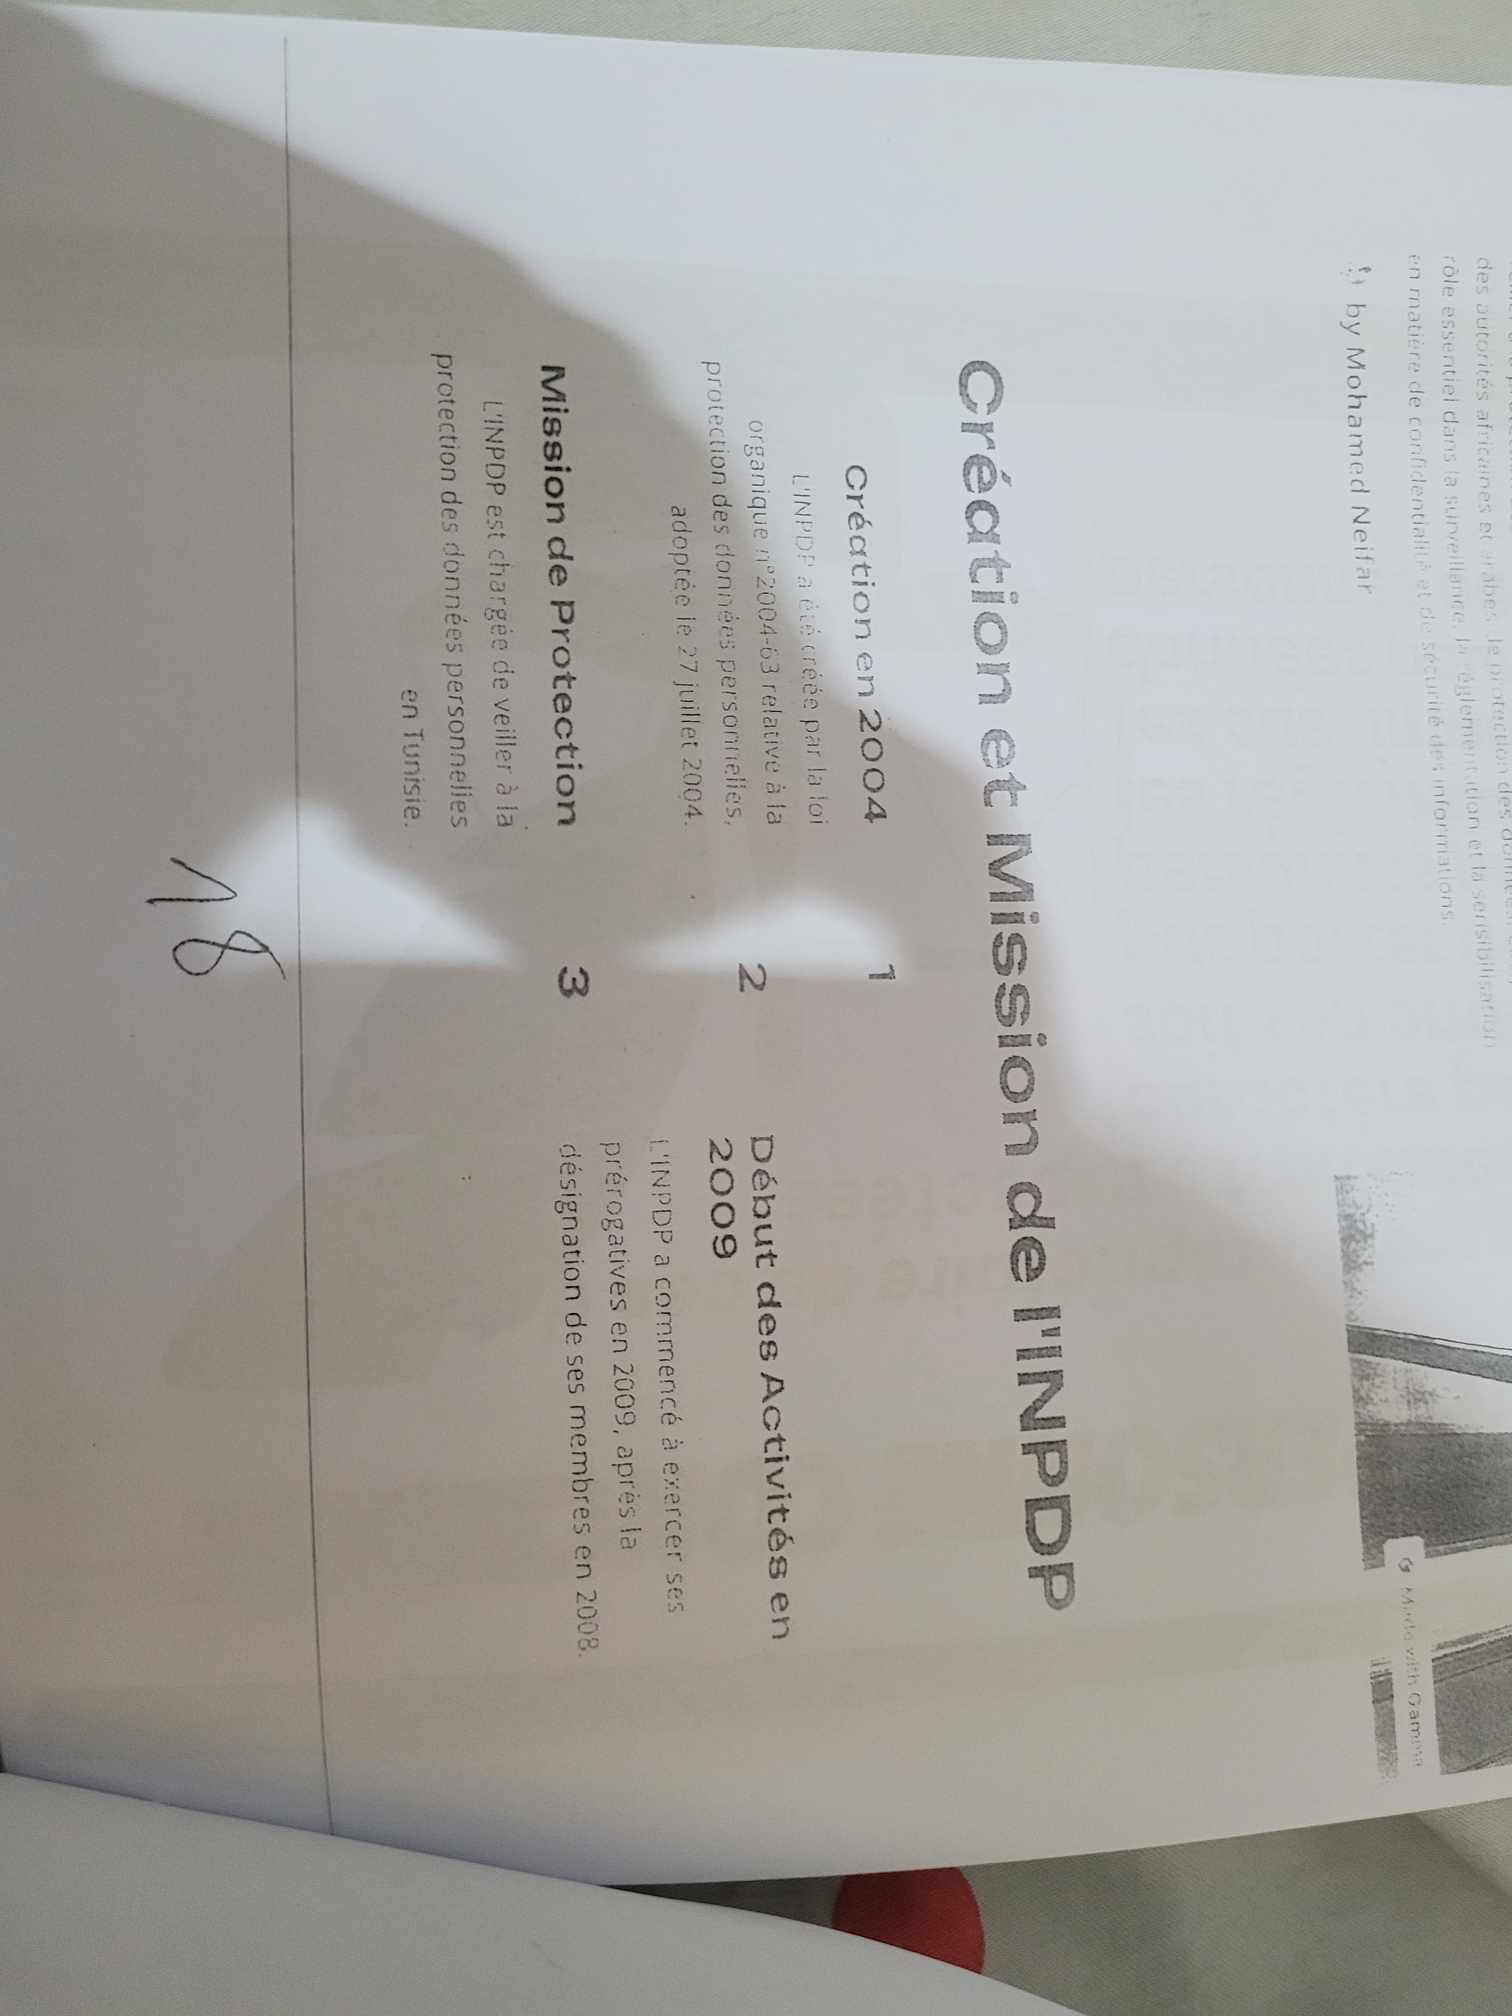 des autorités africaines et arabes de protection des
rôle essentiel dans la surveillance, la réglementation et la sensibilisation
en matière de confidentialité et de sécurité des informations.
by Mohamed Neifar
Made with Gamma
Création et Mission de l'INPDP
Création en 2004
L'INPDP a été créée par la loi
organique n°2004-63 relative à la
protection des données personnelles,
adoptée le 27 juillet 2004.
1
2
Début des Activités en
2009
L'INPDP a commencé à exercer ses
prérogatives en 2009, après la
désignation de ses membres en 2008.
Mission de Protection
L'INPDP est chargée de veiller à la
protection des données personnelles
en Tunisie.
3
18